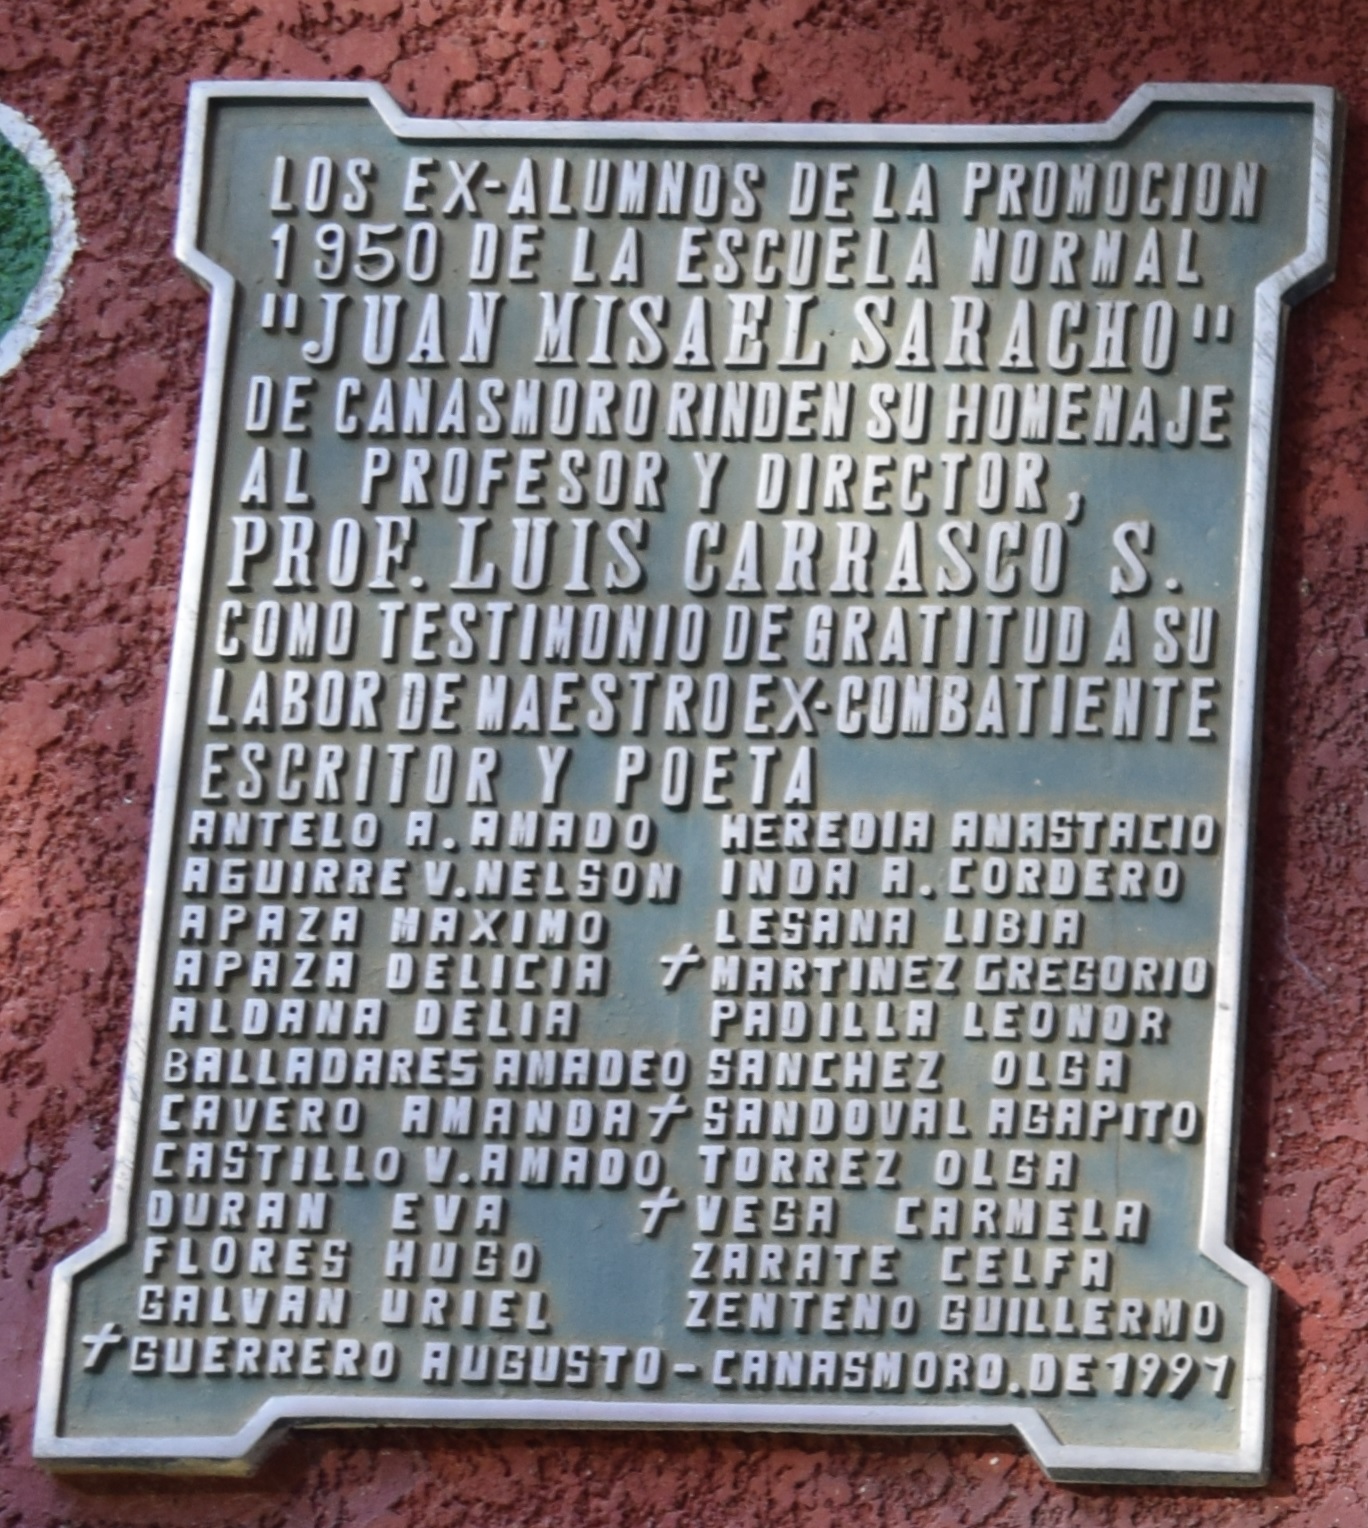 LOS EX-ALUMNOS DE LA PROMOCION
1950 DE LA ESCUELA NORMAL
"JUAN MISAEL SARACHO"
DE CANASMORO RINDEN SU HOMENAJE
AL PROFESOR Y DIRECTOR,
PROF. LUIS CARRASCO S.
COMO TESTIMONIO DE GRATITUD A SU
LABOR DE MAESTRO EX-COMBATIENTE
ESCRITOR Y POETA
ANTELO A. AMADO HEREDIA ANASTACIO
AGUIRRE V. NELSON INDA A. CORDERO
APAZA MAXIMO LESANA LIBIA
APAZA DELICIA ✝ MARTINEZ GREGORIO
ALDANA DELIA PADILLA LEONOR
BALLADARES AMADEO SANCHEZ OLGA
CAVERO AMANDA ✝ SANDOVAL AGAPITO
CASTILLO V. AMADO TORREZ OLGA
DURAN EVA ✝ VEGA CARMELA
FLORES HUGO ZARATE CELFA
GALVAN URIEL ZENTENO GUILLERMO
✝ GUERRERO AUGUSTO - CANASMORO. DE 1991